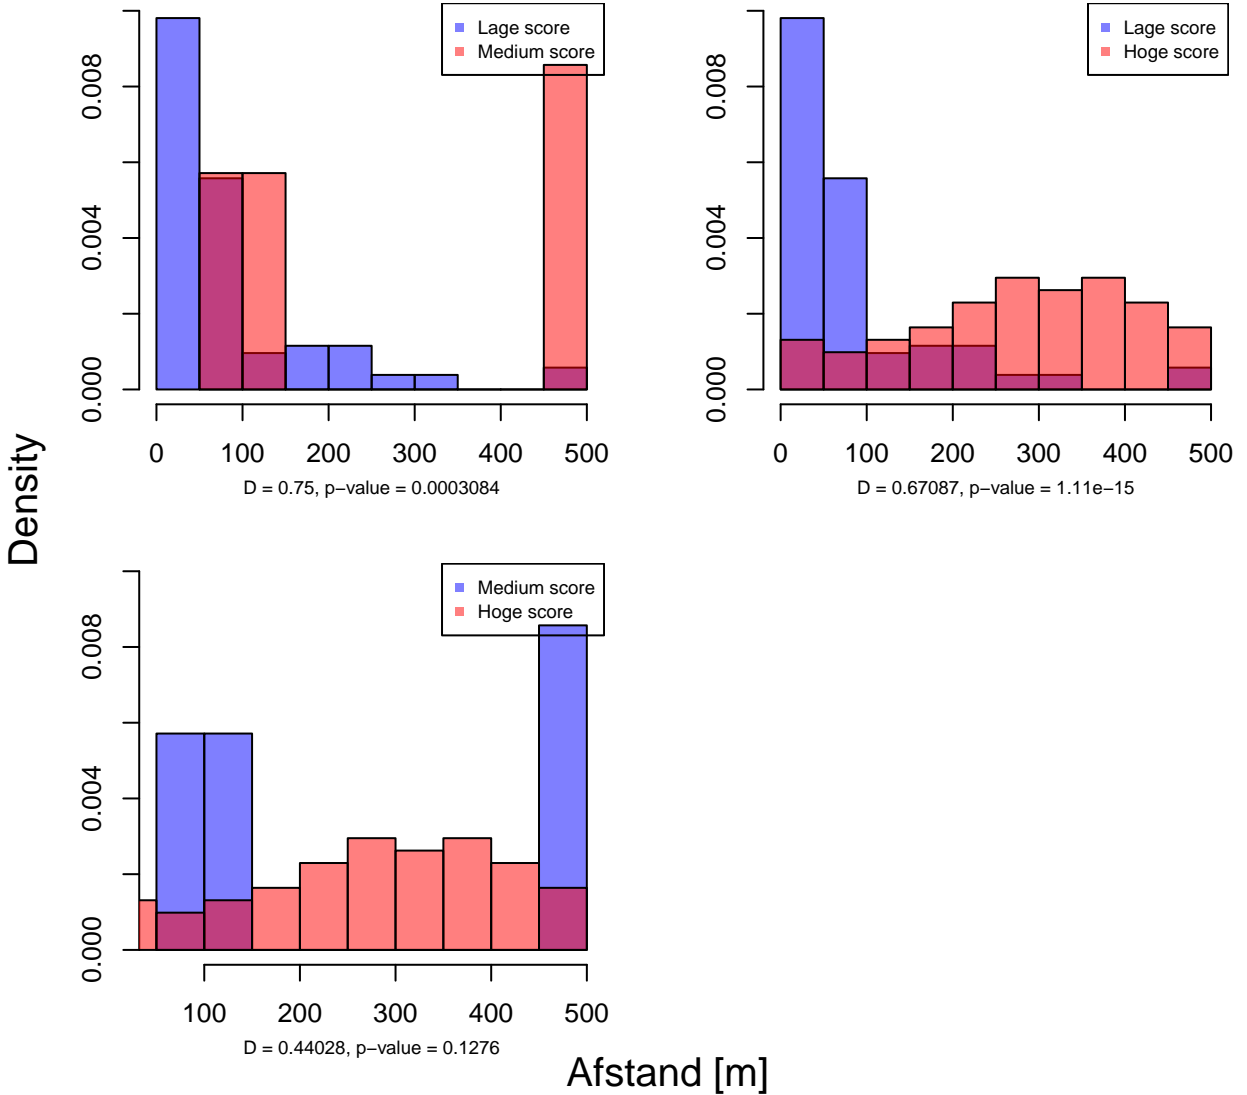 Lage score
Medium score
0.008
0.004
0.000
0 100 200 300 400 500
D = 0.75, p−value = 0.0003084
Lage score
Hoge score
0.008
0.004
0.000
0 100 200 300 400 500
D = 0.67087, p−value = 1.11e−15
Density
Medium score
Hoge score
0.008
0.004
0.000
100 200 300 400 500
D = 0.44028, p−value = 0.1276
Afstand [m]